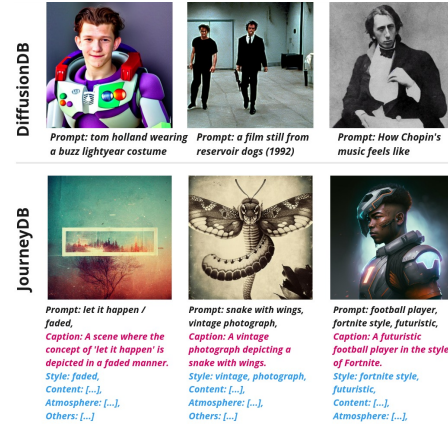 DiffusionDB
Prompt: tom holland wearing
a buzz lightyear costume
Prompt: a film still from
reservoir dogs (1992)
Prompt: How Chopin's
music feels like
JourneyDB
Prompt: let it happen /
faded,
Caption: A scene where the
concept of 'let it happen' is
depicted in a faded manner.
Style: faded,
Content: [...],
Atmosphere: [...],
Others: [...]
Prompt: snake with wings,
vintage photograph,
Caption: A vintage
photograph depicting a
snake with wings.
Style: vintage, photograph,
Content: [...],
Atmosphere: [...],
Others: [...]
Prompt: football player,
fortnite style, futuristic,
Caption: A futuristic
football player in the style
of Fortnite.
Style: fortnite style,
futuristic,
Content: [...],
Atmosphere: [...],